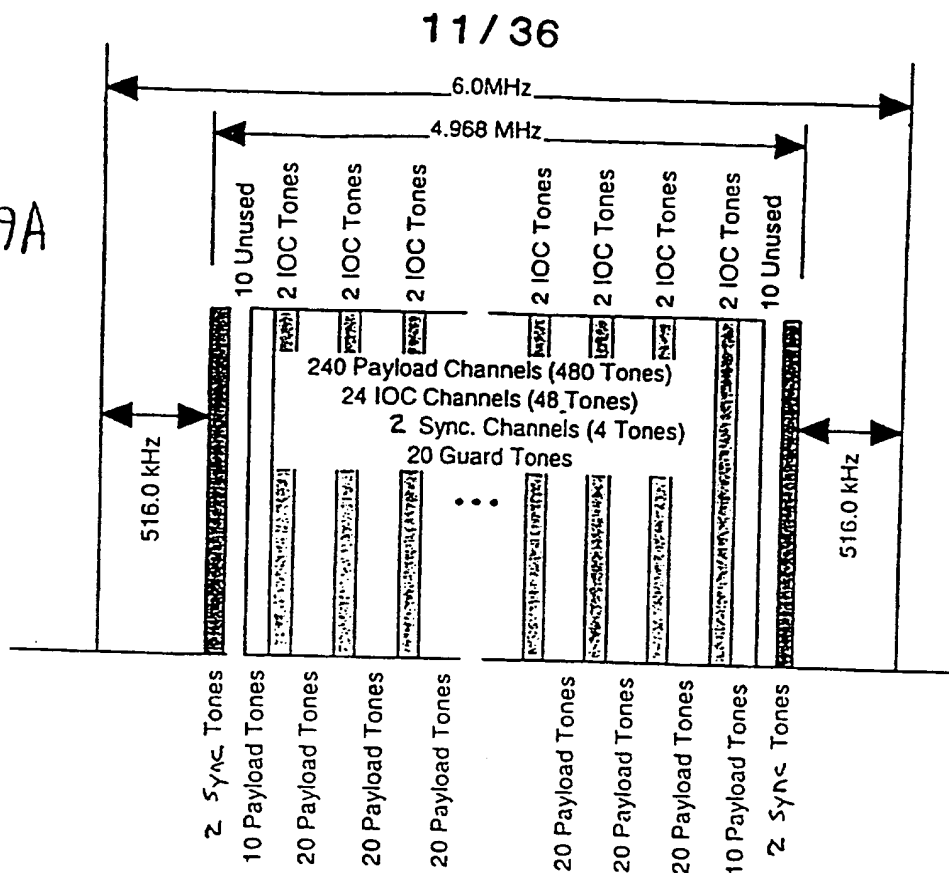 11/36
6.0MHz
4.968 MHz
9A
10 Unused
2 IOC Tones
2 IOC Tones
2 IOC Tones
2 IOC Tones
2 IOC Tones
2 IOC Tones
2 IOC Tones
10 Unused
240 Payload Channels (480 Tones)
24 IOC Channels (48 Tones)
2 Sync. Channels (4 Tones)
20 Guard Tones
516.0 kHz
516.0 kHz
2 Sync Tones
10 Payload Tones
20 Payload Tones
20 Payload Tones
20 Payload Tones
20 Payload Tones
20 Payload Tones
20 Payload Tones
10 Payload Tones
2 Sync Tones